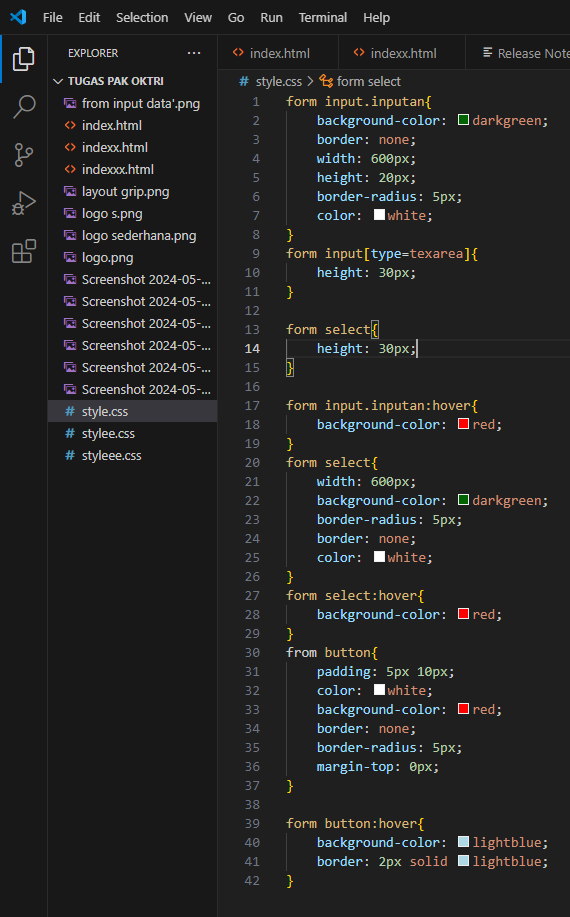 File Edit Selection View Go Run Terminal Help
EXPLORER ...
TUGAS PAK OKTRI
from input data'.png
index.html
indexx.html
indexxx.html
layout grip.png
logo s.png
logo sederhana.png
logo.png
Screenshot 2024-05-...
Screenshot 2024-05-...
Screenshot 2024-05-...
Screenshot 2024-05-...
Screenshot 2024-05-...
Screenshot 2024-05-...
# style.css
# stylee.css
# styleee.css
<> index.html <> indexx.html Release Note
# style.css > form select
1 form input.inputan{
2 background-color: darkgreen;
3 border: none;
4 width: 600px;
5 height: 20px;
6 border-radius: 5px;
7 color: white;
8 }
9 form input[type=texarea]{
10 height: 30px;
11 }
12
13 form select{
14 height: 30px;
15 }
16
17 form input.inputan:hover{
18 background-color: red;
19 }
20 form select{
21 width: 600px;
22 background-color: darkgreen;
23 border-radius: 5px;
24 border: none;
25 color: white;
26 }
27 form select:hover{
28 background-color: red;
29 }
30 from button{
31 padding: 5px 10px;
32 color: white;
33 background-color: red;
34 border: none;
35 border-radius: 5px;
36 margin-top: 0px;
37 }
38
39 form button:hover{
40 background-color: lightblue;
41 border: 2px solid lightblue;
42 }